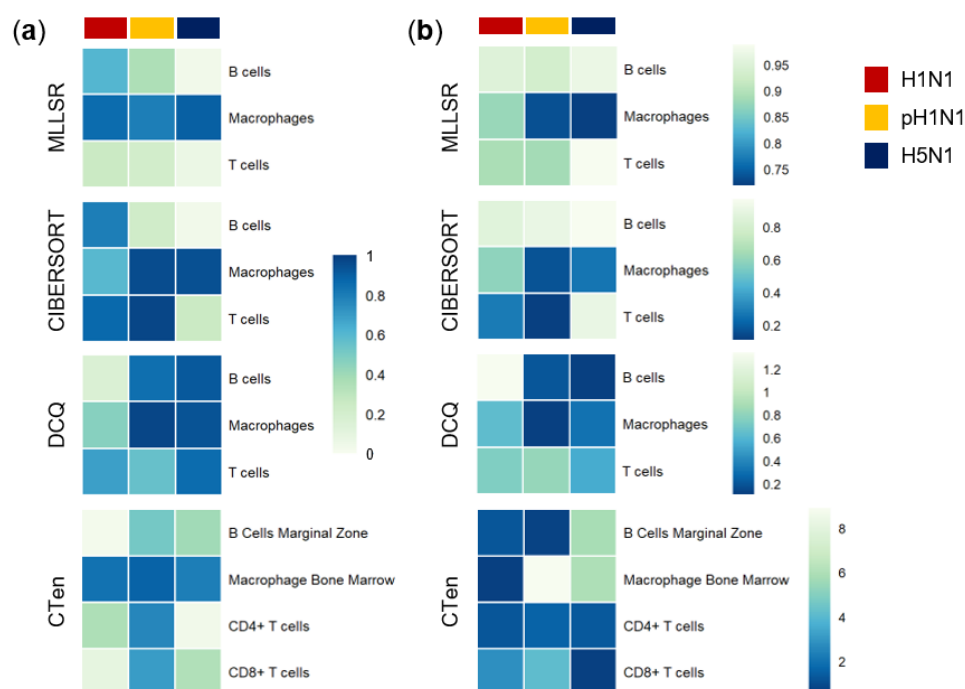 (a)
(b)
H1N1
pH1N1
H5N1
MLLSR
B cells
Macrophages
T cells
MLLSR
B cells
Macrophages
T cells
0.95
0.9
0.85
0.8
0.75
CIBERSORT
B cells
Macrophages
T cells
1
0.8
0.6
0.4
0.2
0
CIBERSORT
B cells
Macrophages
T cells
0.8
0.6
0.4
0.2
DCQ
B cells
Macrophages
T cells
DCQ
B cells
Macrophages
T cells
1.2
1
0.8
0.6
0.4
0.2
CTen
B Cells Marginal Zone
Macrophage Bone Marrow
CD4+ T cells
CD8+ T cells
CTen
B Cells Marginal Zone
Macrophage Bone Marrow
CD4+ T cells
CD8+ T cells
8
6
4
2